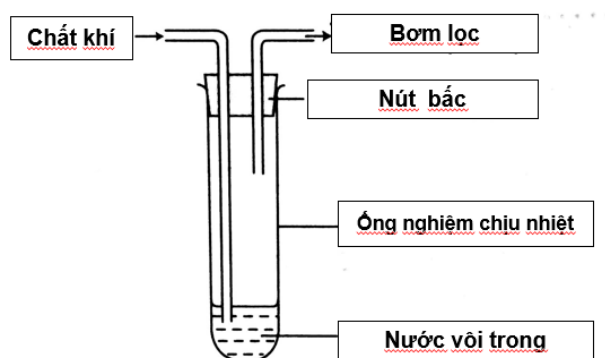 Chất khí
Bơm lọc
Nút bấc
Ống nghiệm chịu nhiệt
Nước vôi trong